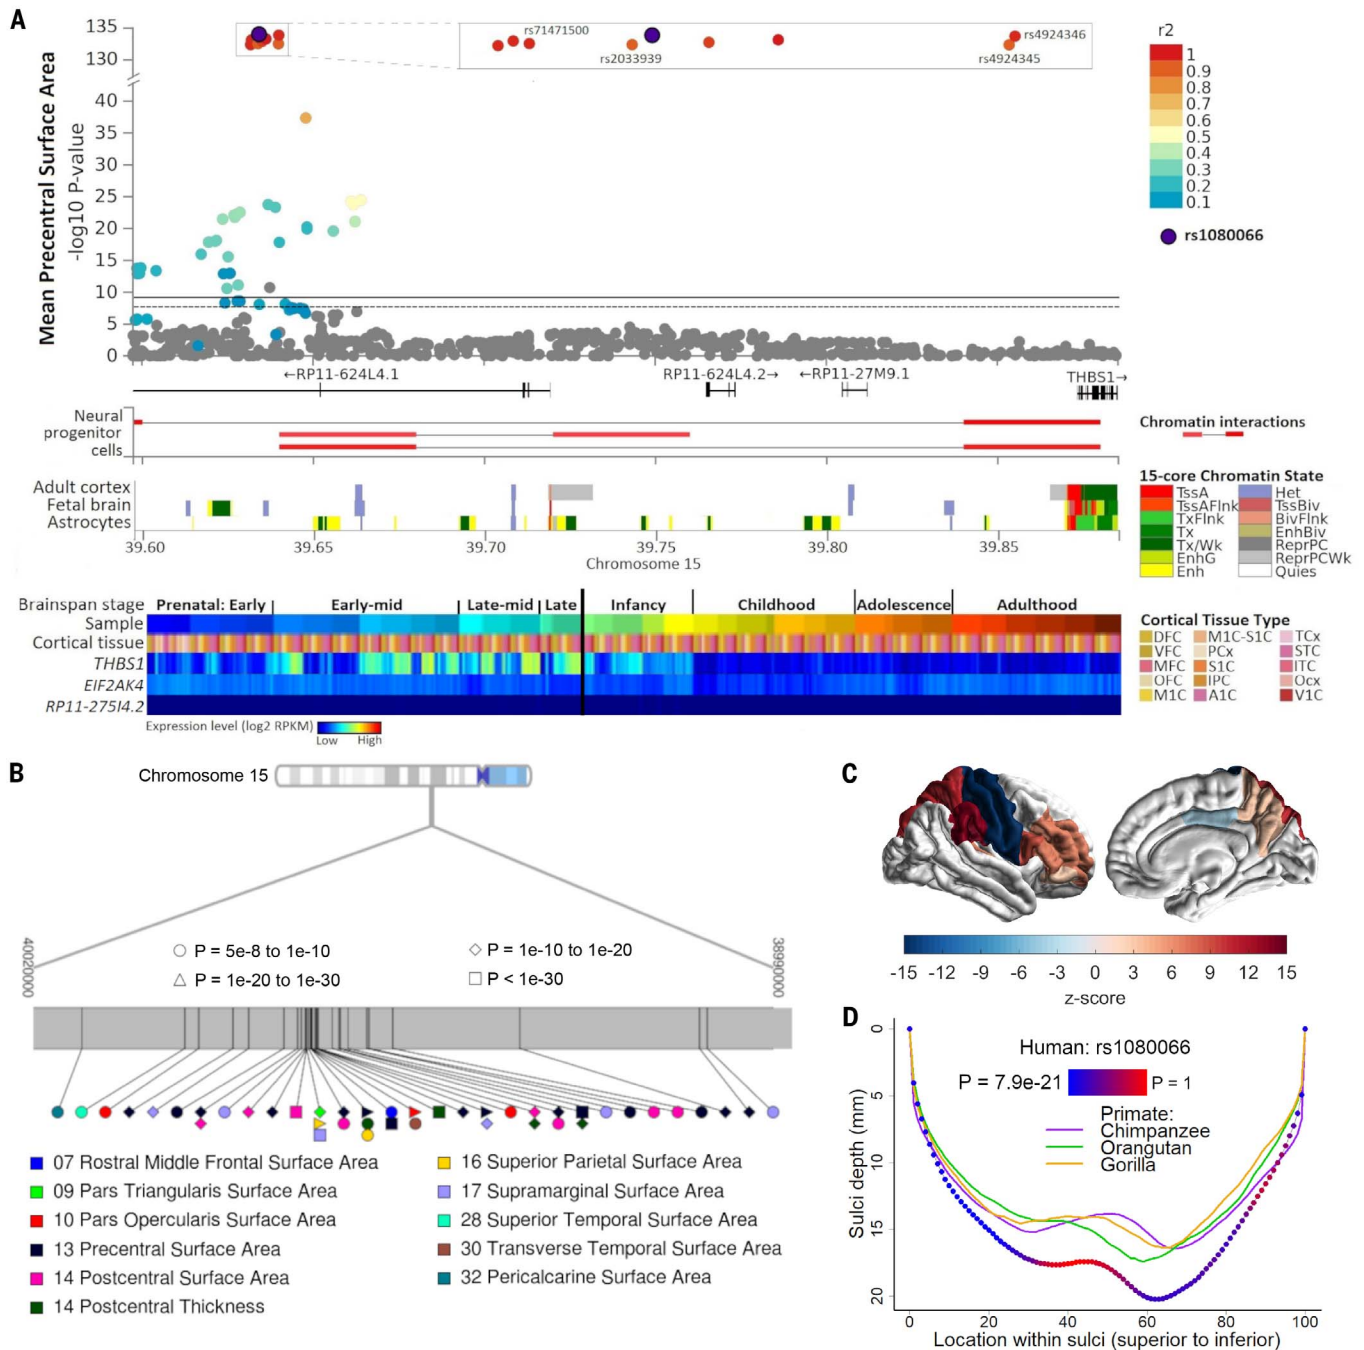 A
Mean Precentral Surface Area
-log10 P-value
135
130
40
35
30
25
20
15
10
5
0
rs71471500
rs2033939
rs4924346
rs4924345
r2
1
0.9
0.8
0.7
0.6
0.5
0.4
0.3
0.2
0.1
rs1080066
←RP11-624L4.1
RP11-624L4.2→
←RP11-27M9.1
THBS1→
Neural
progenitor
cells
Chromatin interactions
Adult cortex
Fetal brain
Astrocytes
39.60
39.65
39.70
39.75
39.80
39.85
Chromosome 15
15-core Chromatin State
TssA
Het
TssAFlnk
TssBiv
TxFlnk
BivFlnk
Tx
EnhBiv
Tx/Wk
ReprPC
EnhG
ReprPCWk
Enh
Quies
Brainspan stage
Prenatal: Early
Early-mid
Late-mid
Late
Infancy
Childhood
Adolescence
Adulthood
Sample
Cortical tissue
THBS1
EIF2AK4
RP11-275I4.2
Expression level (log2 RPKM)
Low
High
Cortical Tissue Type
DFC
M1C-S1C
TCx
VFC
PCx
STC
MFC
S1C
ITC
OFC
IPC
Ocx
M1C
A1C
V1C
B
Chromosome 15
40020000
38990000
P = 5e-8 to 1e-10
P = 1e-10 to 1e-20
P = 1e-20 to 1e-30
P < 1e-30
07 Rostral Middle Frontal Surface Area
09 Pars Triangularis Surface Area
10 Pars Opercularis Surface Area
13 Precentral Surface Area
14 Postcentral Surface Area
14 Postcentral Thickness
16 Superior Parietal Surface Area
17 Supramarginal Surface Area
28 Superior Temporal Surface Area
30 Transverse Temporal Surface Area
32 Pericalcarine Surface Area
C
-15
-12
-9
-6
-3
0
3
6
9
12
15
z-score
D
Sulci depth (mm)
0
5
10
15
20
Human: rs1080066
P = 7.9e-21
P = 1
Primate:
Chimpanzee
Orangutan
Gorilla
0
20
40
60
80
100
Location within sulci (superior to inferior)